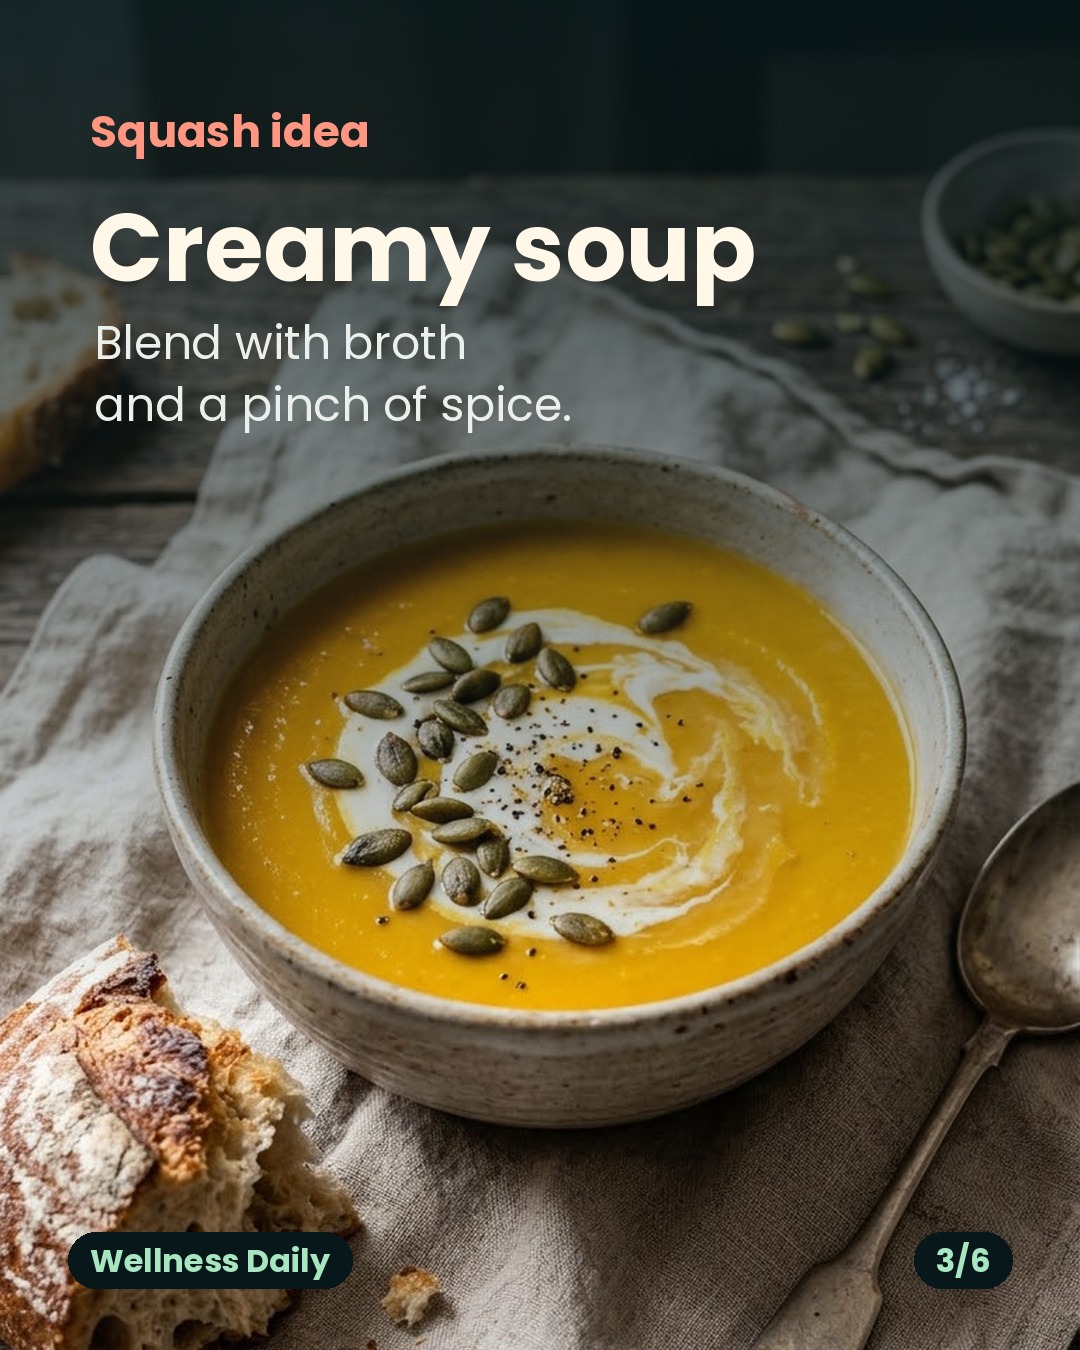 Squash idea
Creamy soup
Blend with broth
and a pinch of spice.
Wellness Daily
3/6